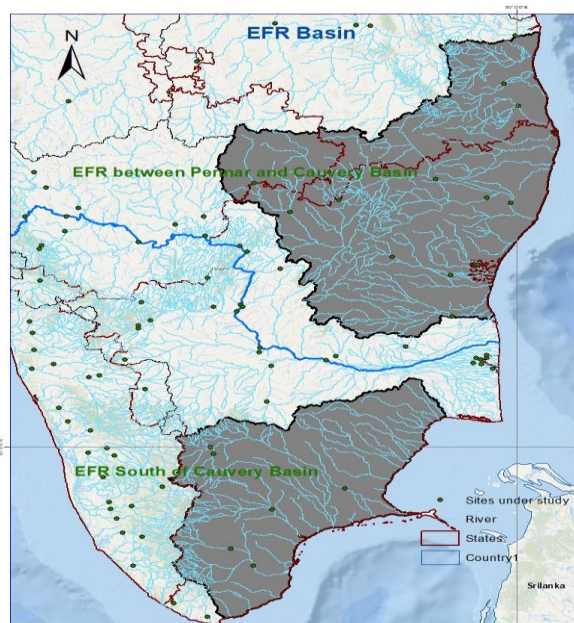 EFR Basin
N
EFR between Pennar and Cauvery Basin
EFR South of Cauvery Basin
Sites under study
River
States
Country1
Srilanka